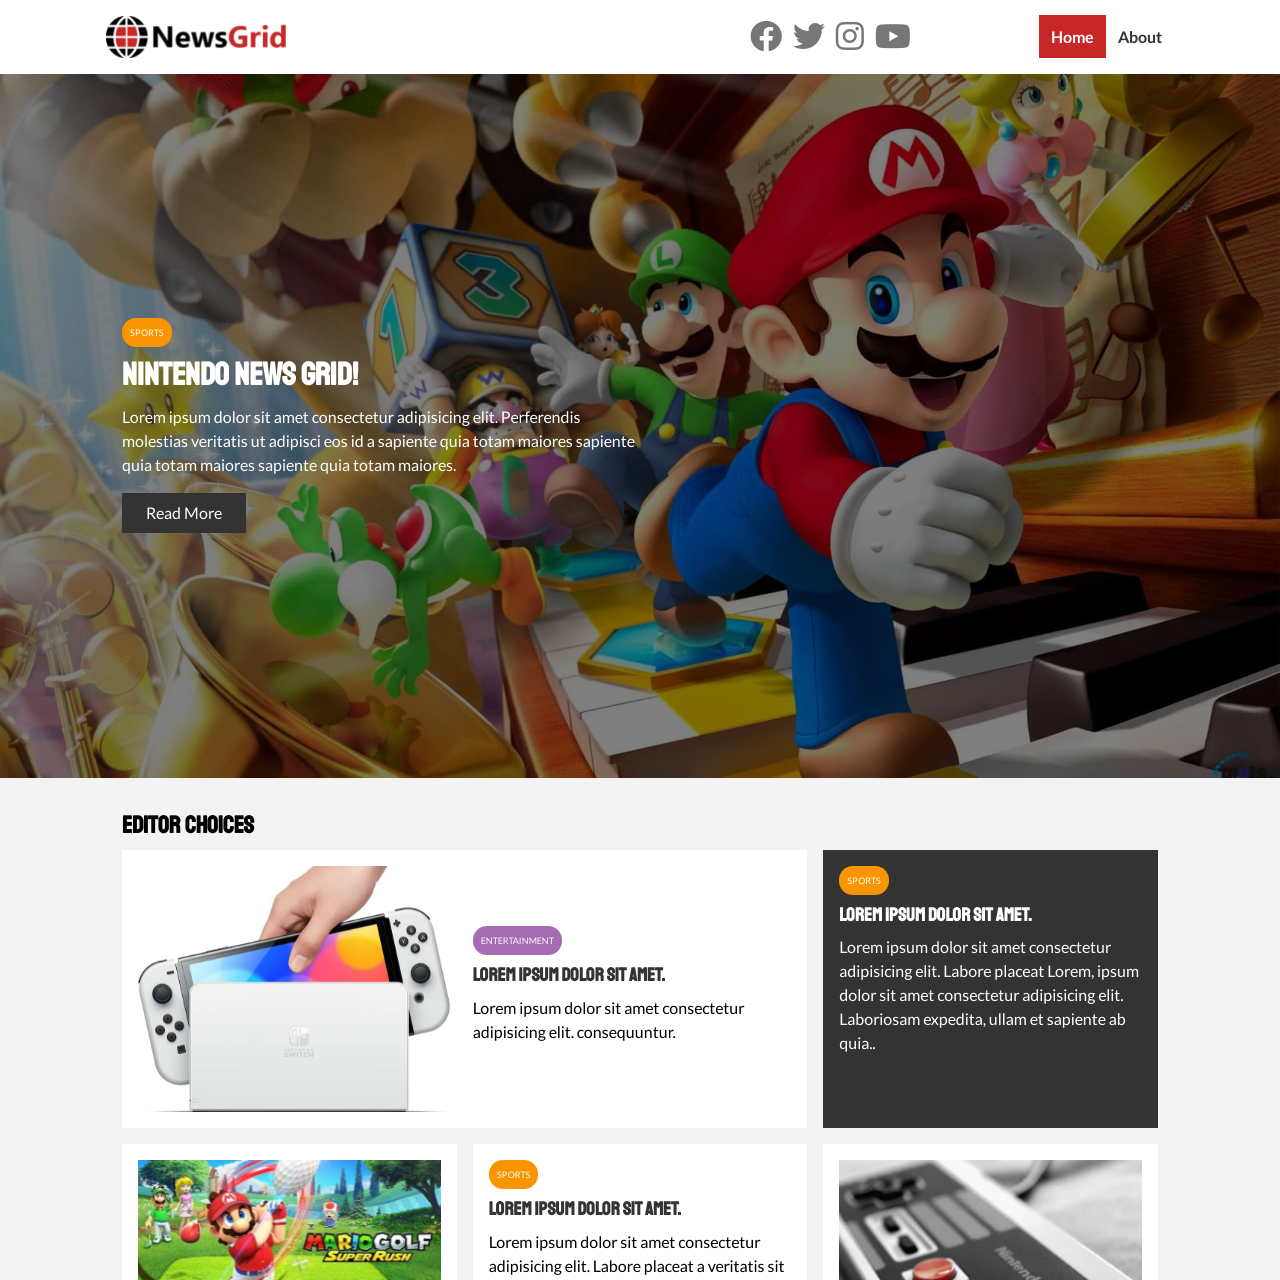 NewsGrid
Home
About
M
L
3
1
W
SPORTS
NINTENDO NEWS GRID!
Lorem ipsum dolor sit amet consectetur adipisicing elit. Perferendis
molestias veritatis ut adipisci eos id a sapiente quia totam maiores sapiente
quia totam maiores sapiente quia totam maiores.
Read More
EDITOR CHOICES
ENTERTAINMENT
LOREM IPSUM DOLOR SIT AMET.
Lorem ipsum dolor sit amet consectetur
adipisicing elit. consequuntur.
NINTENDO
SWITCH
SPORTS
LOREM IPSUM DOLOR SIT AMET.
Lorem ipsum dolor sit amet consectetur
adipisicing elit. Labore placeat Lorem, ipsum
dolor sit amet consectetur adipisicing elit.
Laboriosam expedita, ullam et sapiente ab
quia..
MARIO GOLF
SUPER RUSH
SPORTS
LOREM IPSUM DOLOR SIT AMET.
Lorem ipsum dolor sit amet consectetur
adipisicing elit. Labore placeat a veritatis sit
Nintendo